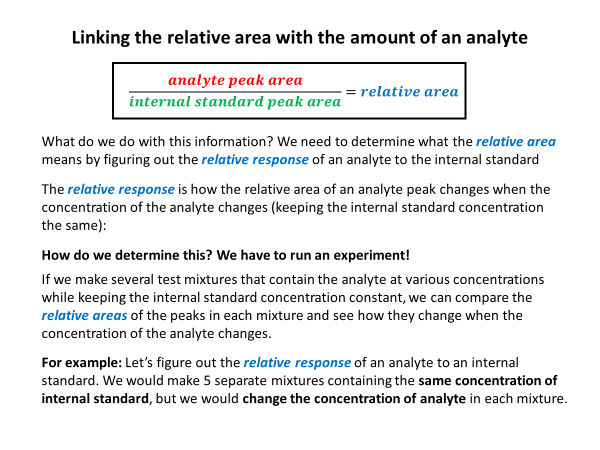 Linking the relative area with the amount of an analyte
analyte peak area
internal standard peak area = relative area
What do we do with this information? We need to determine what the relative area
means by figuring out the relative response of an analyte to the internal standard
The relative response is how the relative area of an analyte peak changes when the
concentration of the analyte changes (keeping the internal standard concentration
the same):
How do we determine this? We have to run an experiment!
If we make several test mixtures that contain the analyte at various concentrations
while keeping the internal standard concentration constant, we can compare the
relative areas of the peaks in each mixture and see how they change when the
concentration of the analyte changes.
For example: Let’s figure out the relative response of an analyte to an internal
standard. We would make 5 separate mixtures containing the same concentration of
internal standard, but we would change the concentration of analyte in each mixture.